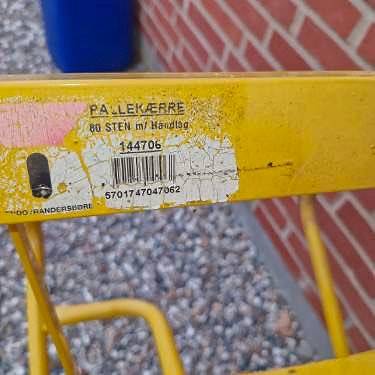 PALLEKÆRRE
80 STEN m/ Håndtag
144706
5701747047062